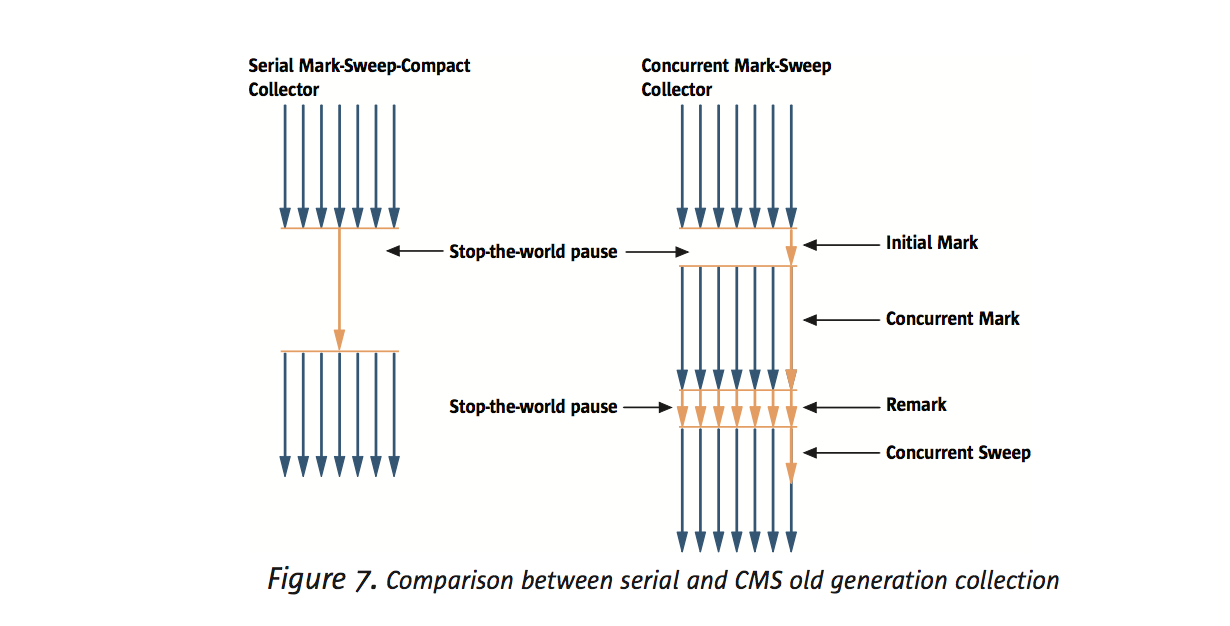 Serial Mark-Sweep-Compact
Collector
Concurrent Mark-Sweep
Collector
Stop-the-world pause
Initial Mark
Concurrent Mark
Stop-the-world pause
Remark
Concurrent Sweep
Figure 7. Comparison between serial and CMS old generation collection